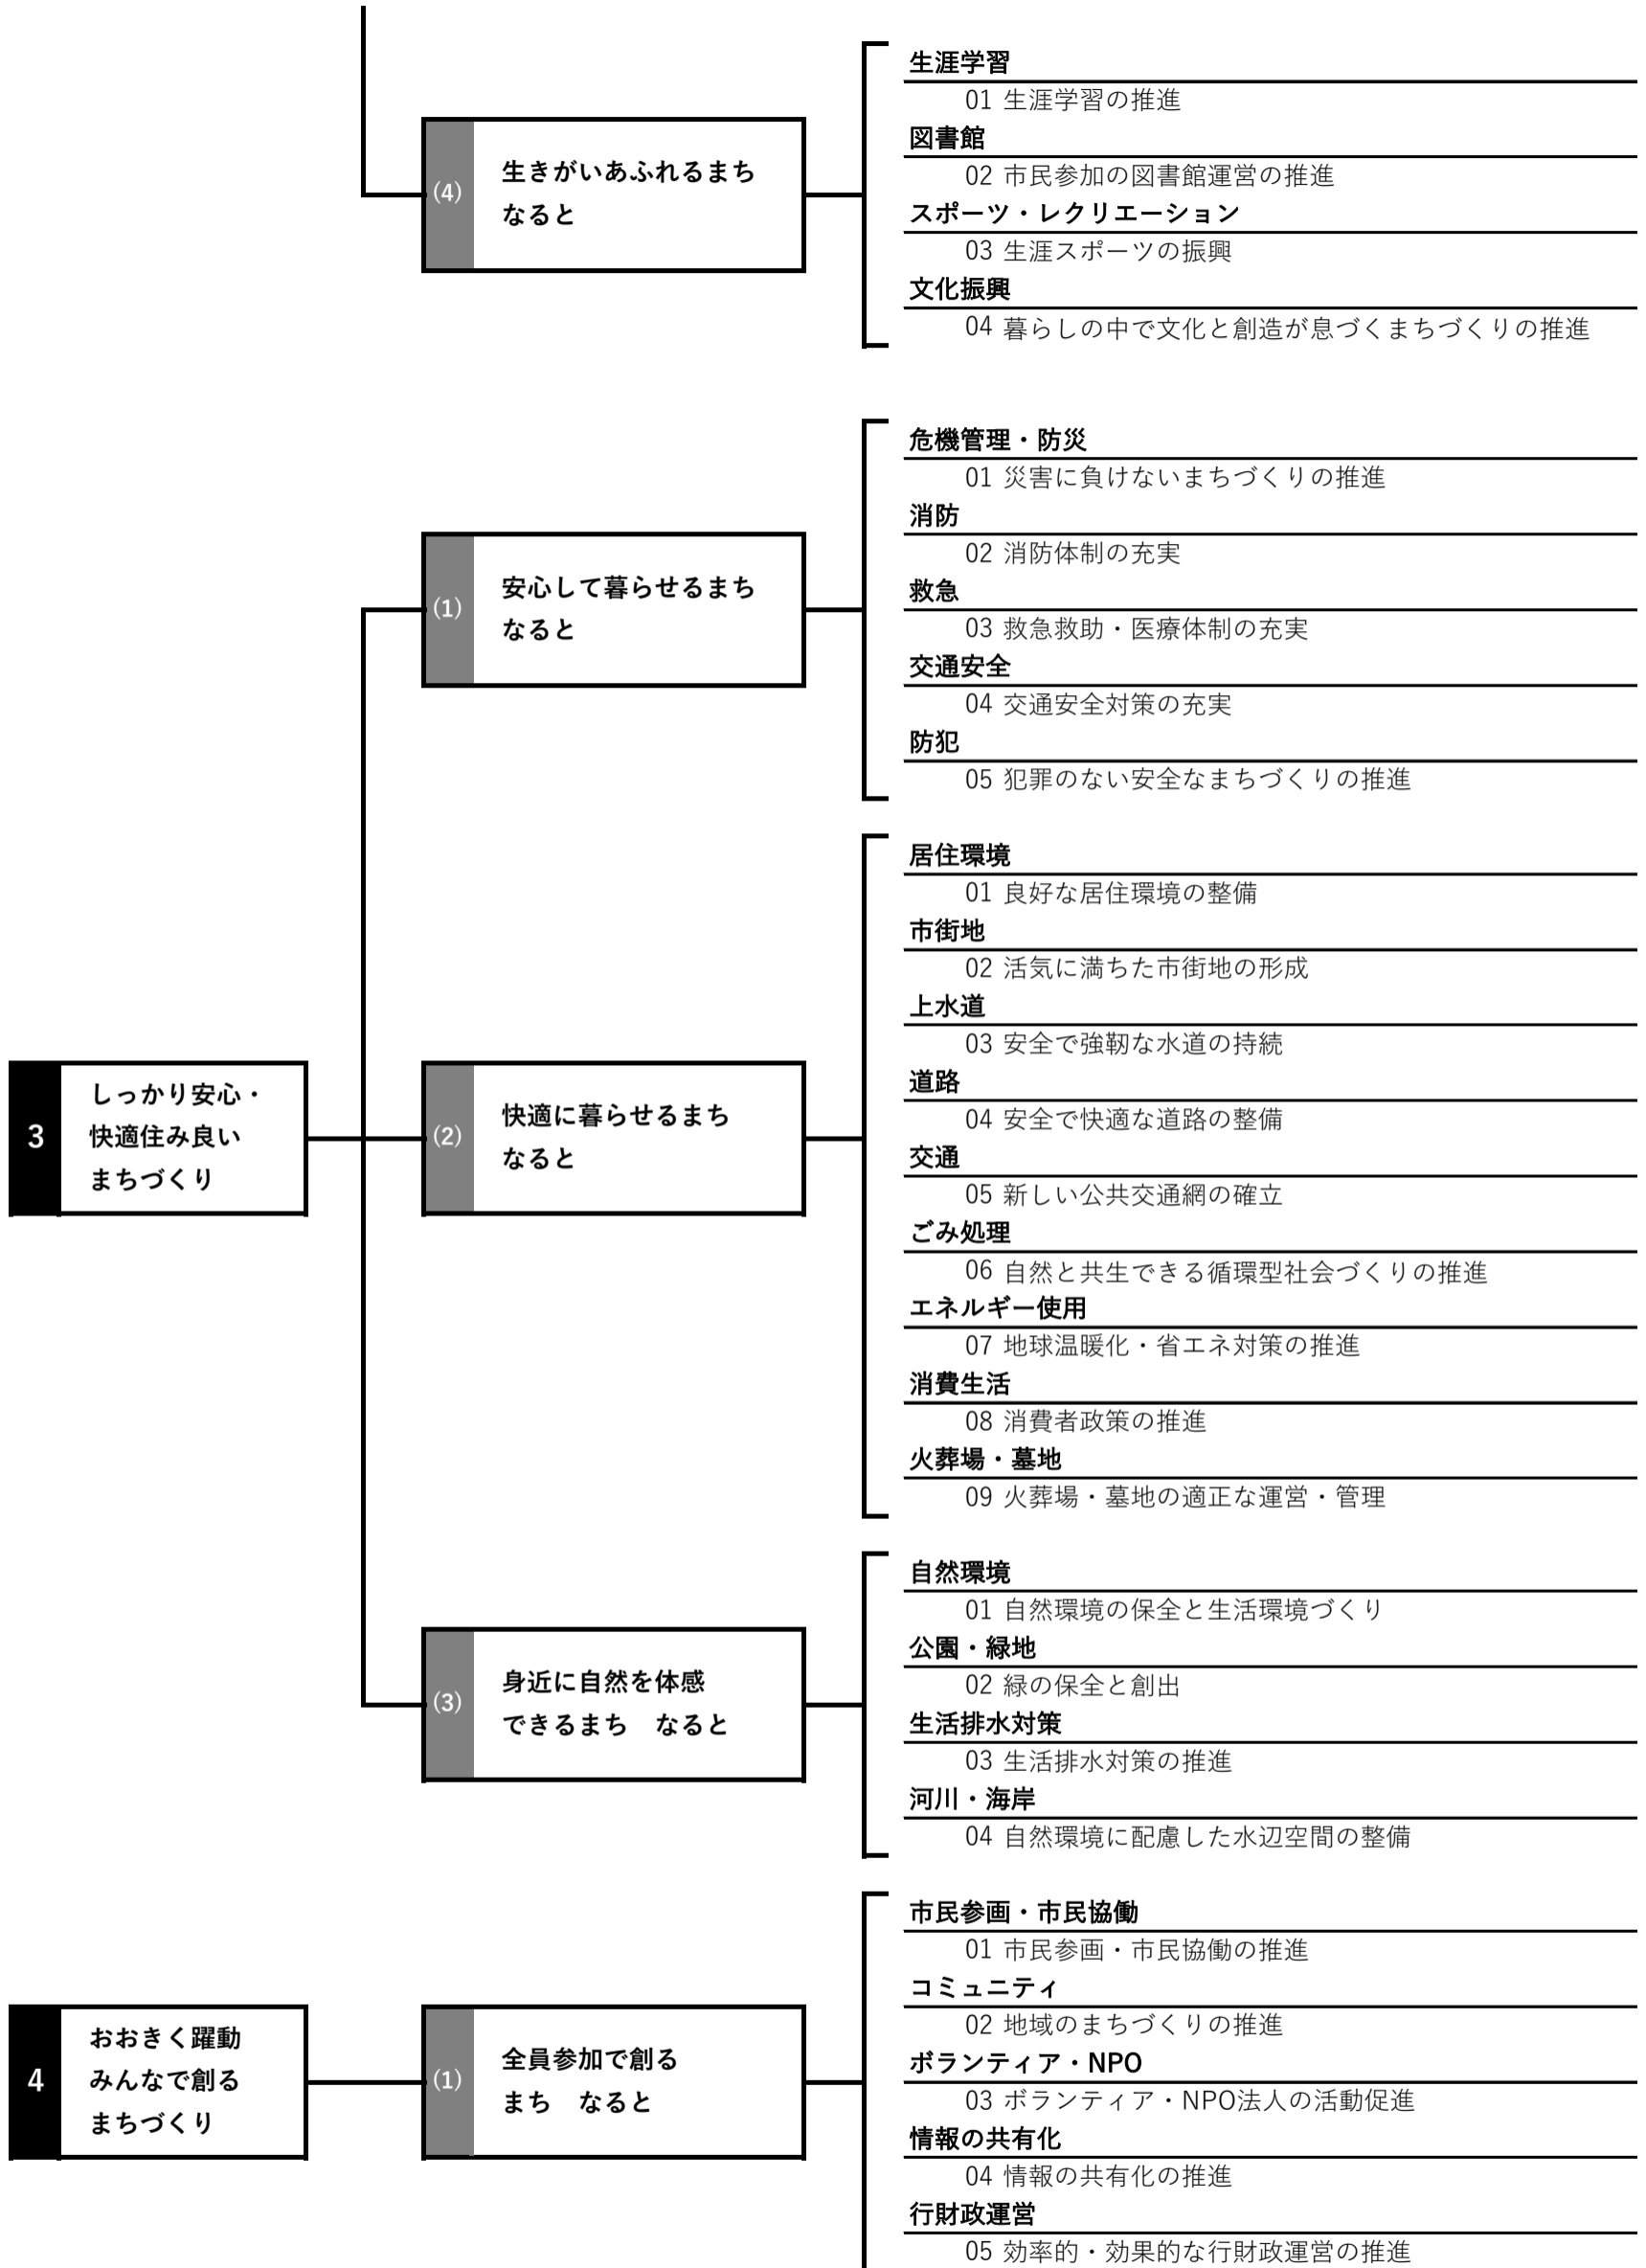 (4)
生きがいあふれるまち
なると
生涯学習
01 生涯学習の推進
図書館
02 市民参加の図書館運営の推進
スポーツ・レクリエーション
03 生涯スポーツの振興
文化振興
04 暮らしの中で文化と創造が息づくまちづくりの推進
3
しっかり安心・
快適住み良い
まちづくり
(1)
安心して暮らせるまち
なると
危機管理・防災
01 災害に負けないまちづくりの推進
消防
02 消防体制の充実
救急
03 救急救助・医療体制の充実
交通安全
04 交通安全対策の充実
防犯
05 犯罪のない安全なまちづくりの推進
(2)
快適に暮らせるまち
なると
居住環境
01 良好な居住環境の整備
市街地
02 活気に満ちた市街地の形成
上水道
03 安全で強靭な水道の持続
道路
04 安全で快適な道路の整備
交通
05 新しい公共交通網の確立
ごみ処理
06 自然と共生できる循環型社会づくりの推進
エネルギー使用
07 地球温暖化・省エネ対策の推進
消費生活
08 消費者政策の推進
火葬場・墓地
09 火葬場・墓地の適正な運営・管理
(3)
身近に自然を体感
できるまち　なると
自然環境
01 自然環境の保全と生活環境づくり
公園・緑地
02 緑の保全と創出
生活排水対策
03 生活排水対策の推進
河川・海岸
04 自然環境に配慮した水辺空間の整備
4
おおきく躍動
みんなで創る
まちづくり
(1)
全員参加で創る
まち　なると
市民参画・市民協働
01 市民参画・市民協働の推進
コミュニティ
02 地域のまちづくりの推進
ボランティア・NPO
03 ボランティア・NPO法人の活動促進
情報の共有化
04 情報の共有化の推進
行財政運営
05 効率的・効果的な行財政運営の推進